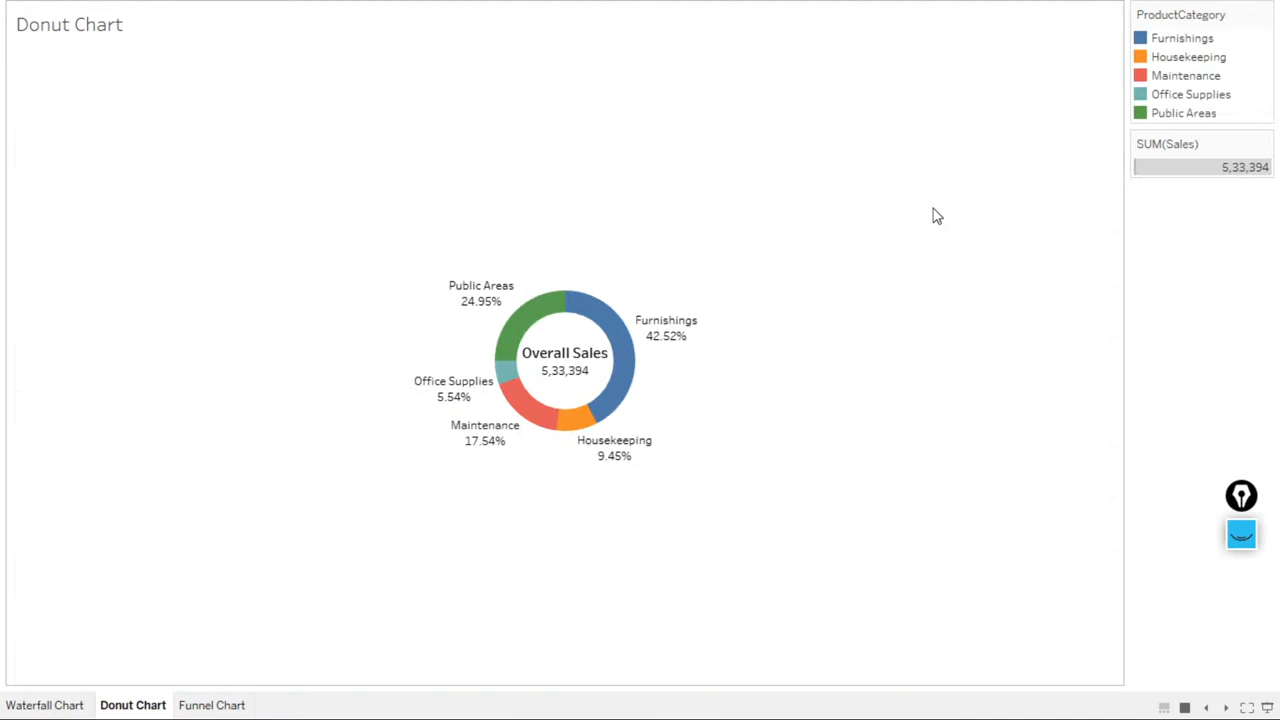 Donut Chart
ProductCategory
Furnishings
Housekeeping
Maintenance
Office Supplies
Public Areas
SUM(Sales)
5,33,394
Public Areas
24.95%
Furnishings
42.52%
Overall Sales
5,33,394
Office Supplies
5.54%
Maintenance
17.54%
Housekeeping
9.45%
Waterfall Chart
Donut Chart
Funnel Chart